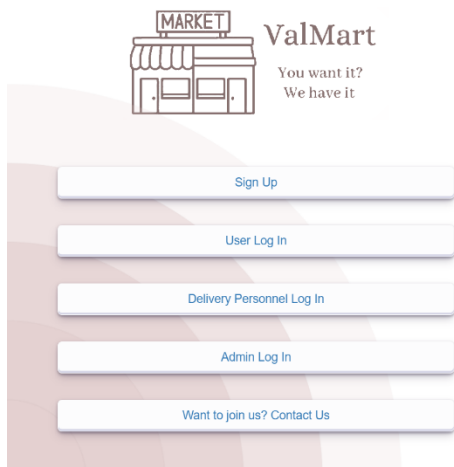 MARKET
ValMart
You want it?
We have it
Sign Up
User Log In
Delivery Personnel Log In
Admin Log In
Want to join us? Contact Us